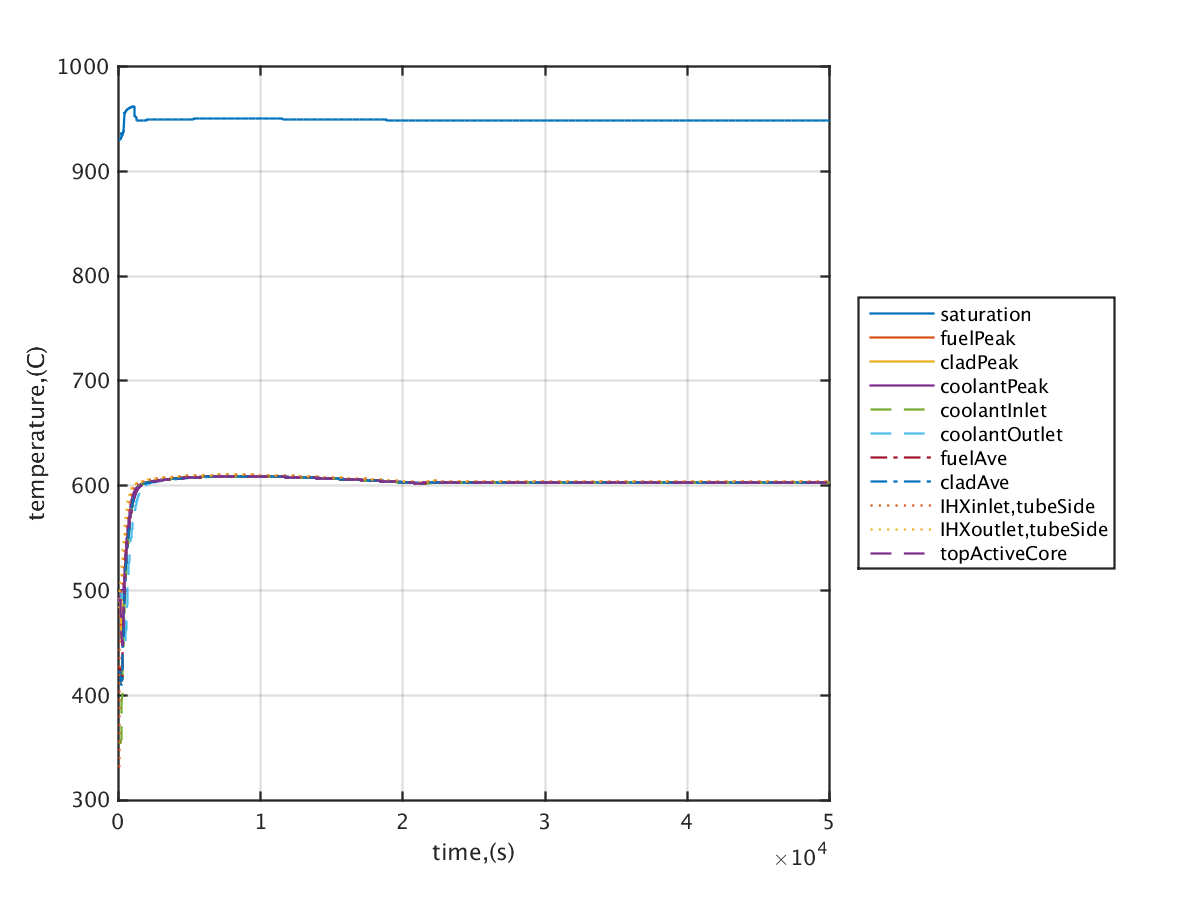 1000
900
800
700
600
500
400
300
temperature,(C)
0 1 2 3 4 5
time,(s)
×10^4
saturation
fuelPeak
cladPeak
coolantPeak
coolantInlet
coolantOutlet
fuelAve
cladAve
IHXinlet,tubeSide
IHXoutlet,tubeSide
topActiveCore